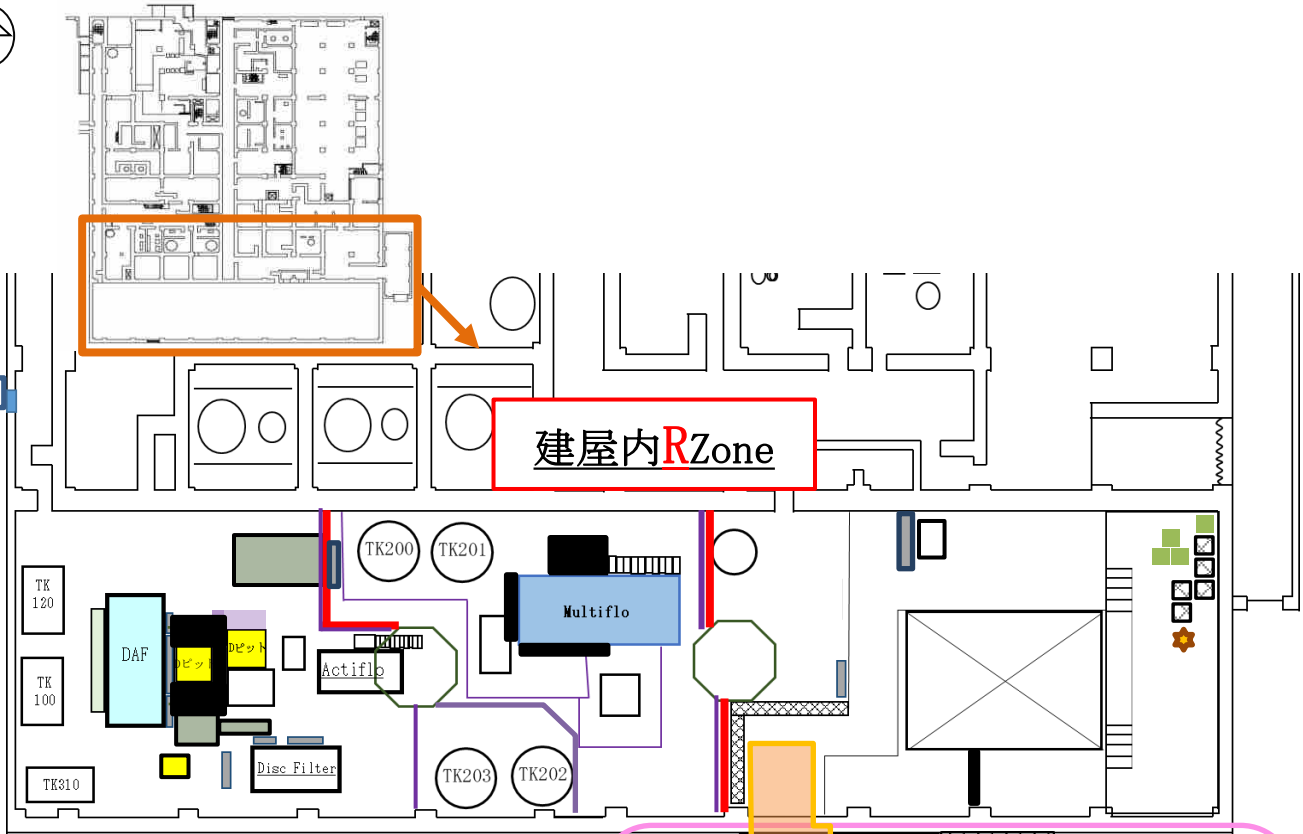 建屋内RZone
TK200
TK201
TK
120
Multiflo
DAF
Dピット
Dピット
Actiflo
TK
100
TK310
Disc Filter
TK203
TK202